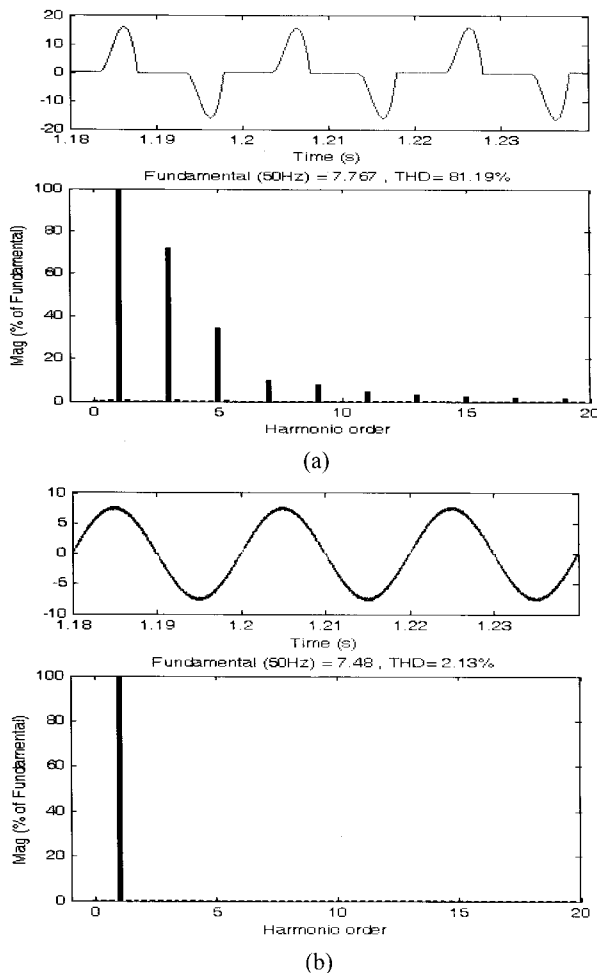 20
10
0
-10
-20
1.18 1.19 1.2 1.21 1.22 1.23
Time (s)
Fundamental (50Hz) = 7.767 , THD= 81.19%
100
80
60
40
20
0
Mag (% of Fundamental)
0 5 10 15 20
Harmonic order
(a)
10
5
0
-5
-10
1.18 1.19 1.2 1.21 1.22 1.23
Time (s)
Fundamental (50Hz) = 7.48 , THD= 2.13%
100
80
60
40
20
0
Mag (% of Fundamental)
0 5 10 15 20
Harmonic order
(b)